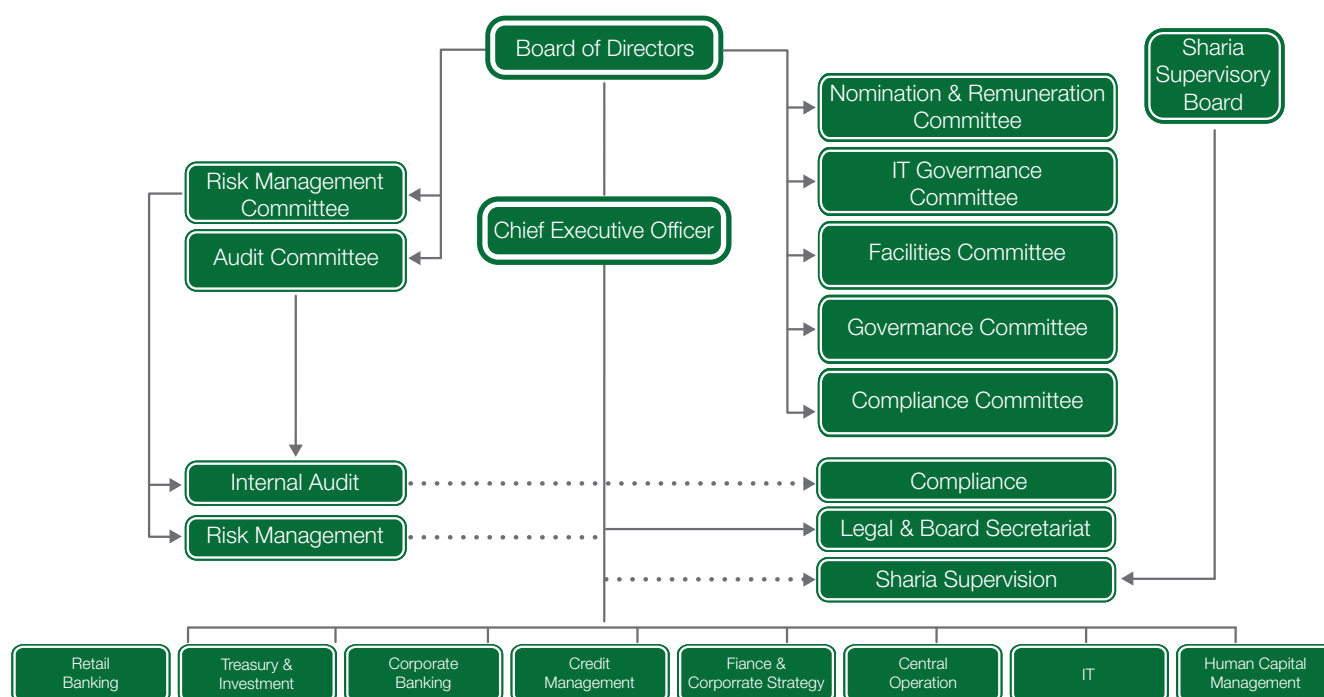 Board of Directors
Sharia
Supervisory
Board
Nomination & Remuneration
Committee
Risk Management
Committee
IT Govermance
Committee
Chief Executive Officer
Audit Committee
Facilities Committee
Govermance Committee
Compliance Committee
Internal Audit
Compliance
Risk Management
Legal & Board Secretariat
Sharia Supervision
Retail
Banking
Treasury &
Investment
Corporate
Banking
Credit
Management
Fiance &
Corporrate Strategy
Central
Operation
IT
Human Capital
Management